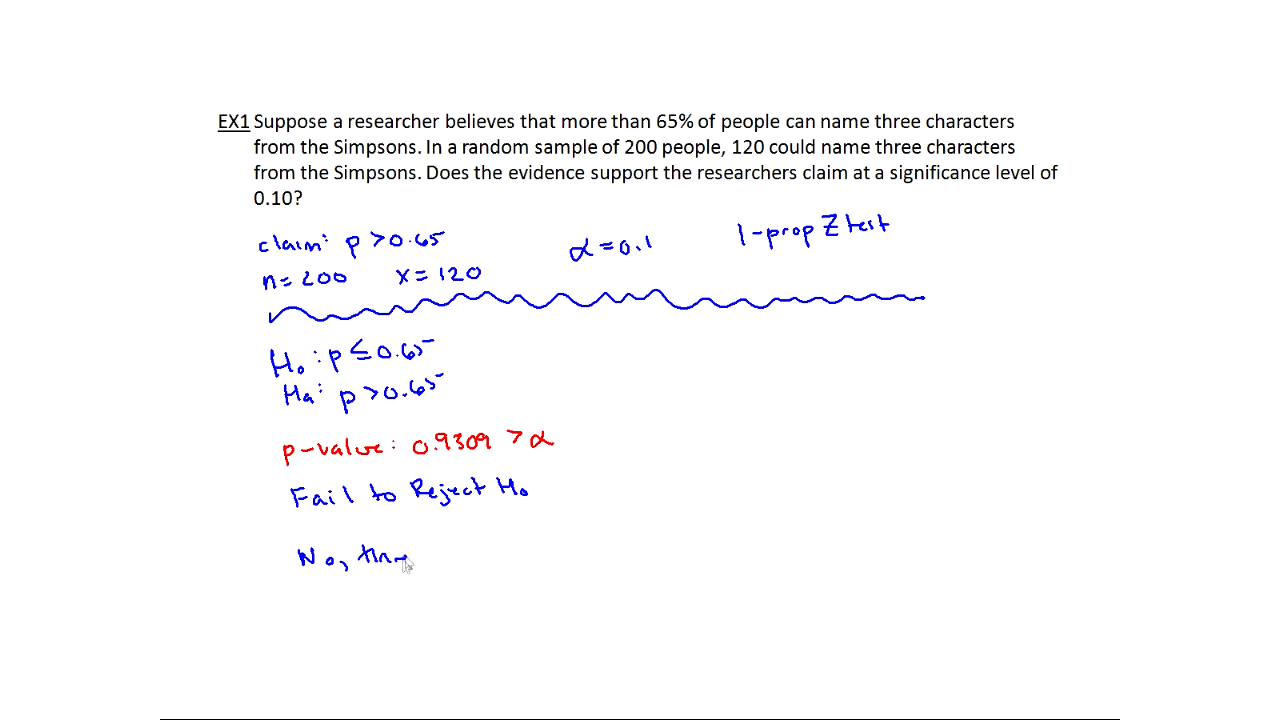 EX1 Suppose a researcher believes that more than 65% of people can name three characters
from the Simpsons. In a random sample of 200 people, 120 could name three characters
from the Simpsons. Does the evidence support the researchers claim at a significance level of
0.10?
claim: p > 0.65 α = 0.1 1-prop Z test
n = 200 x = 120
H₀: p ≤ 0.65
Ha: p > 0.65
p-value: 0.9309 > α
Fail to Reject H₀
No,